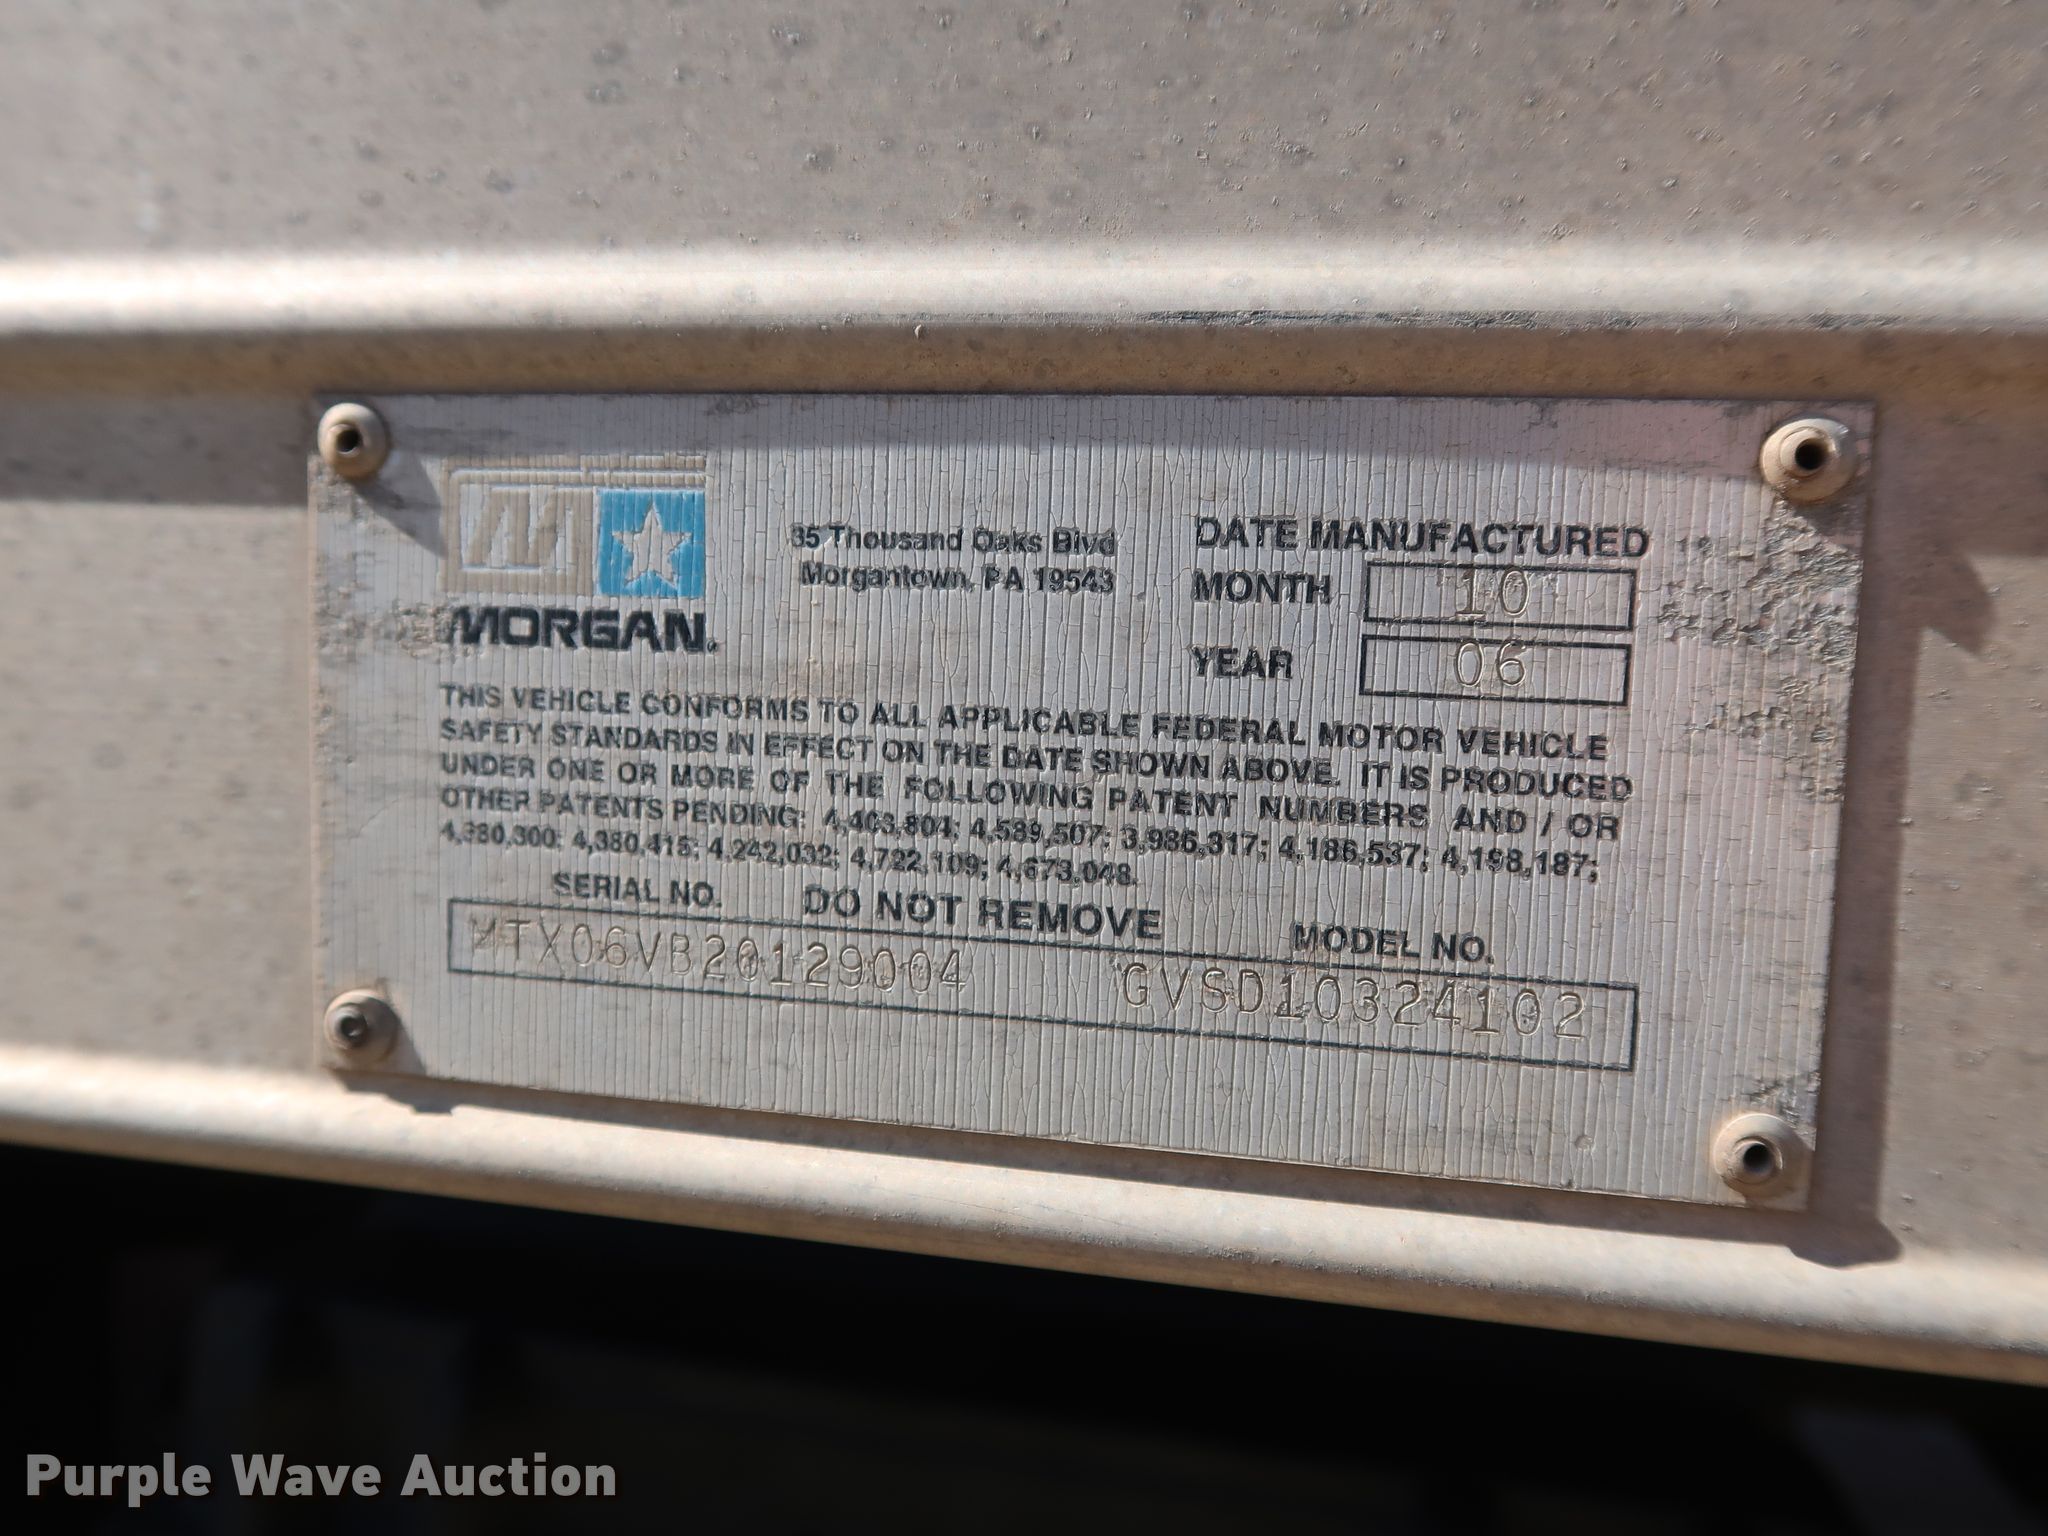 MORGAN
35 Thousand Oaks Blvd
Morgantown, PA 19543
DATE MANUFACTURED
MONTH 10
YEAR 06
THIS VEHICLE CONFORMS TO ALL APPLICABLE FEDERAL MOTOR VEHICLE
SAFETY STANDARDS IN EFFECT ON THE DATE SHOWN ABOVE. IT IS PRODUCED
UNDER ONE OR MORE OF THE FOLLOWING PATENT NUMBERS AND / OR
OTHER PATENTS PENDING: 4,403,804; 4,589,507; 3,986,317; 4,186,537; 4,198,187;
4,380,300; 4,380,415; 4,242,032; 4,722,109; 4,673,048.
SERIAL NO. DO NOT REMOVE MODEL NO.
MTX06VB20129004 GVSD10324102
Purple Wave Auction